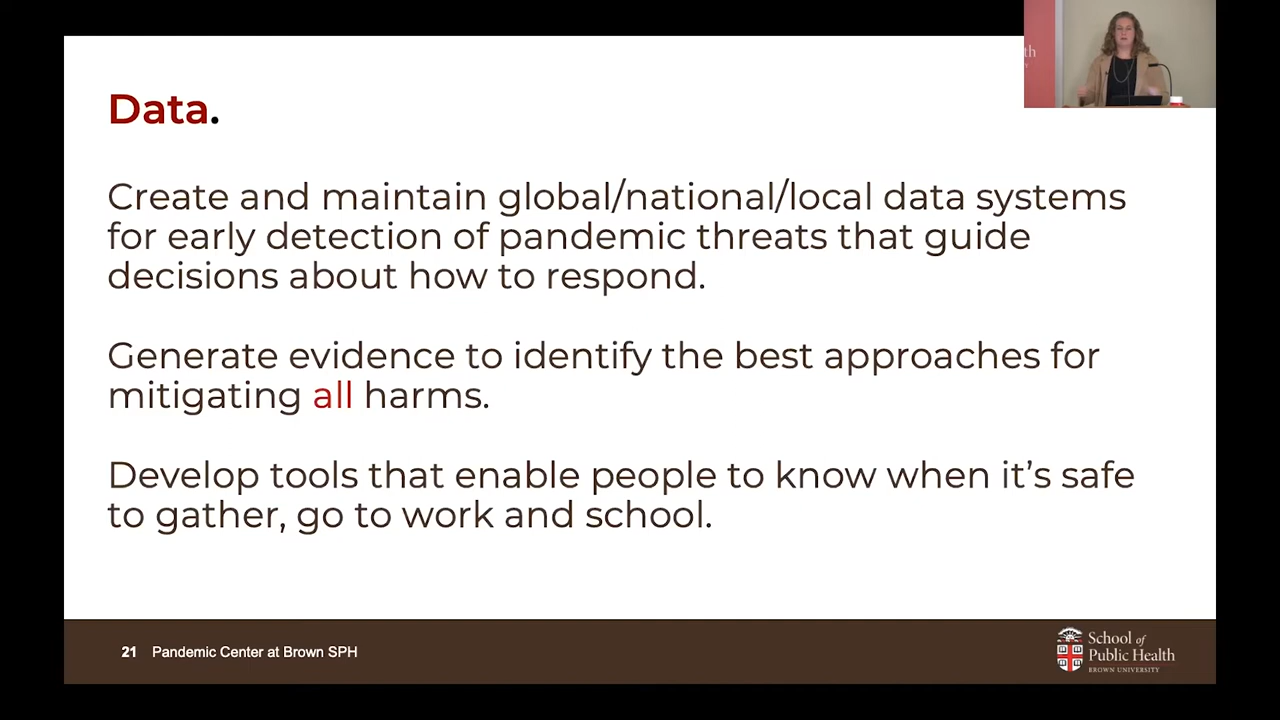 Data.
Create and maintain global/national/local data systems
for early detection of pandemic threats that guide
decisions about how to respond.
Generate evidence to identify the best approaches for
mitigating all harms.
Develop tools that enable people to know when it's safe
to gather, go to work and school.
21 Pandemic Center at Brown SPH
School of
Public Health
BROWN UNIVERSITY